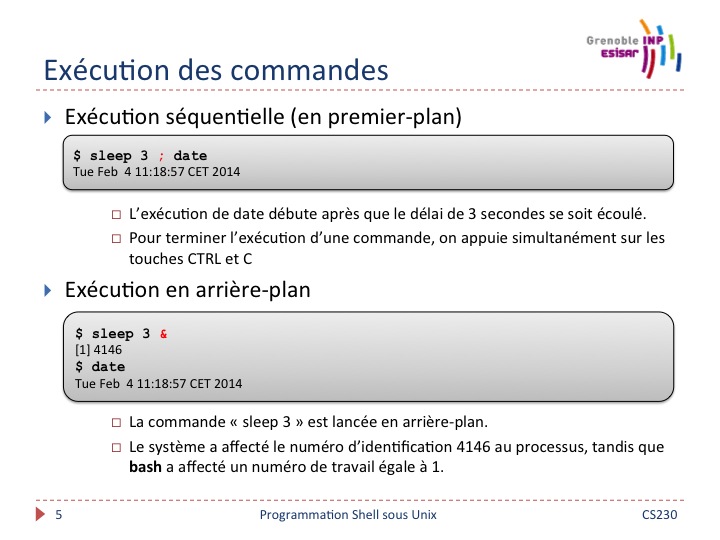 Grenoble INP
ESISAR
Exécution des commandes
Exécution séquentielle (en premier-plan)
$ sleep 3 ; date
Tue Feb 4 11:18:57 CET 2014
L’exécution de date débute après que le délai de 3 secondes se soit écoulé.
Pour terminer l’exécution d’une commande, on appuie simultanément sur les
touches CTRL et C
Exécution en arrière-plan
$ sleep 3 &
[1] 4146
$ date
Tue Feb 4 11:18:57 CET 2014
La commande « sleep 3 » est lancée en arrière-plan.
Le système a affecté le numéro d’identification 4146 au processus, tandis que
bash a affecté un numéro de travail égale à 1.
5 Programmation Shell sous Unix CS230